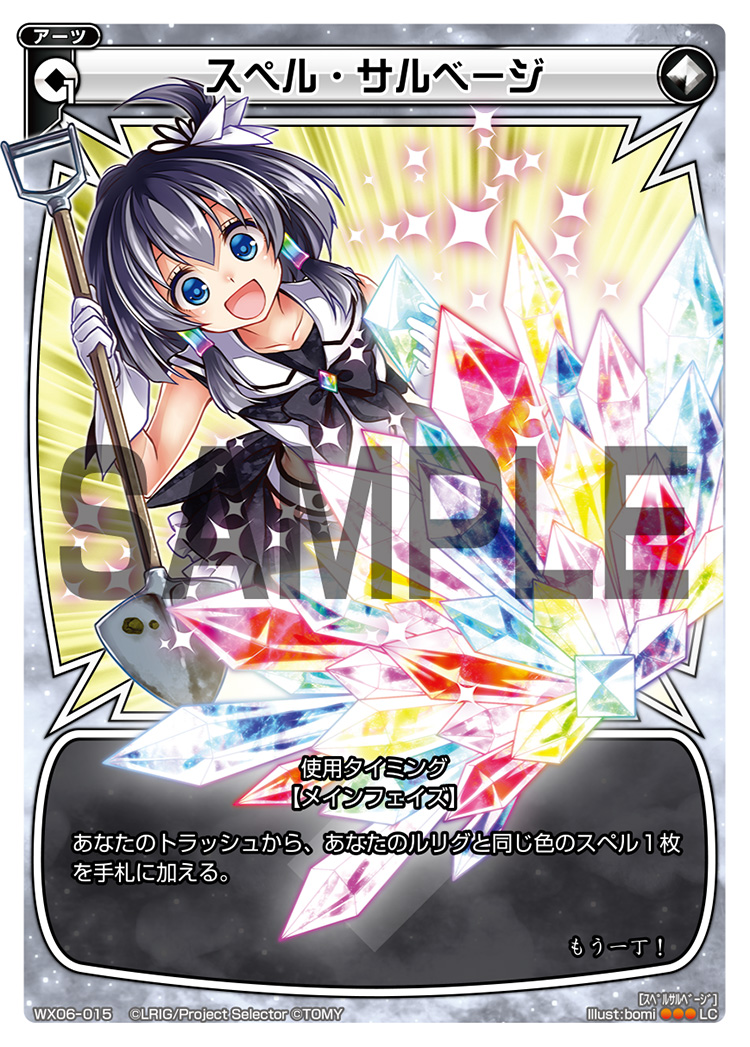 アーツ
スペル・サルベージ
SAMPLE
使用タイミング
【メインフェイズ】
あなたのトラッシュから、あなたのルリグと同じ色のスペル１枚
を手札に加える。
もう一丁！
[スペルサルベージ]
WX06-015 ©LRIG/Project Selector ©TOMY
Illust:bomi LC